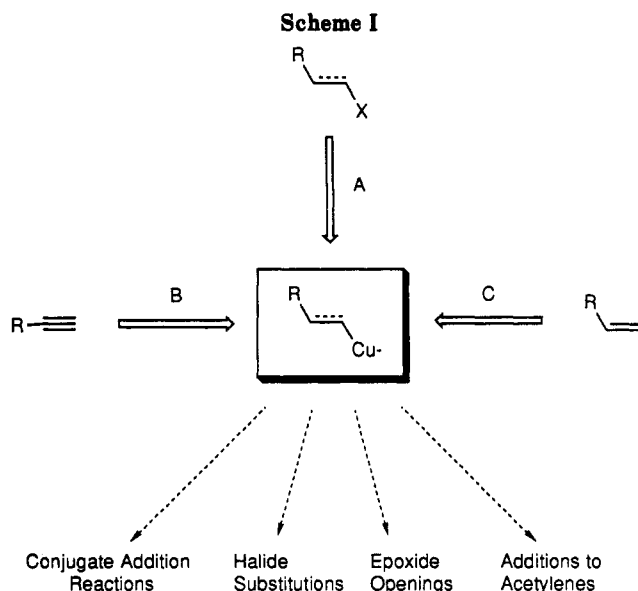 Scheme I
R
X
A
B
C
R
R
R
Cu-
Conjugate Addition Halide Epoxide Additions to
Reactions Substitutions Openings Acetylenes